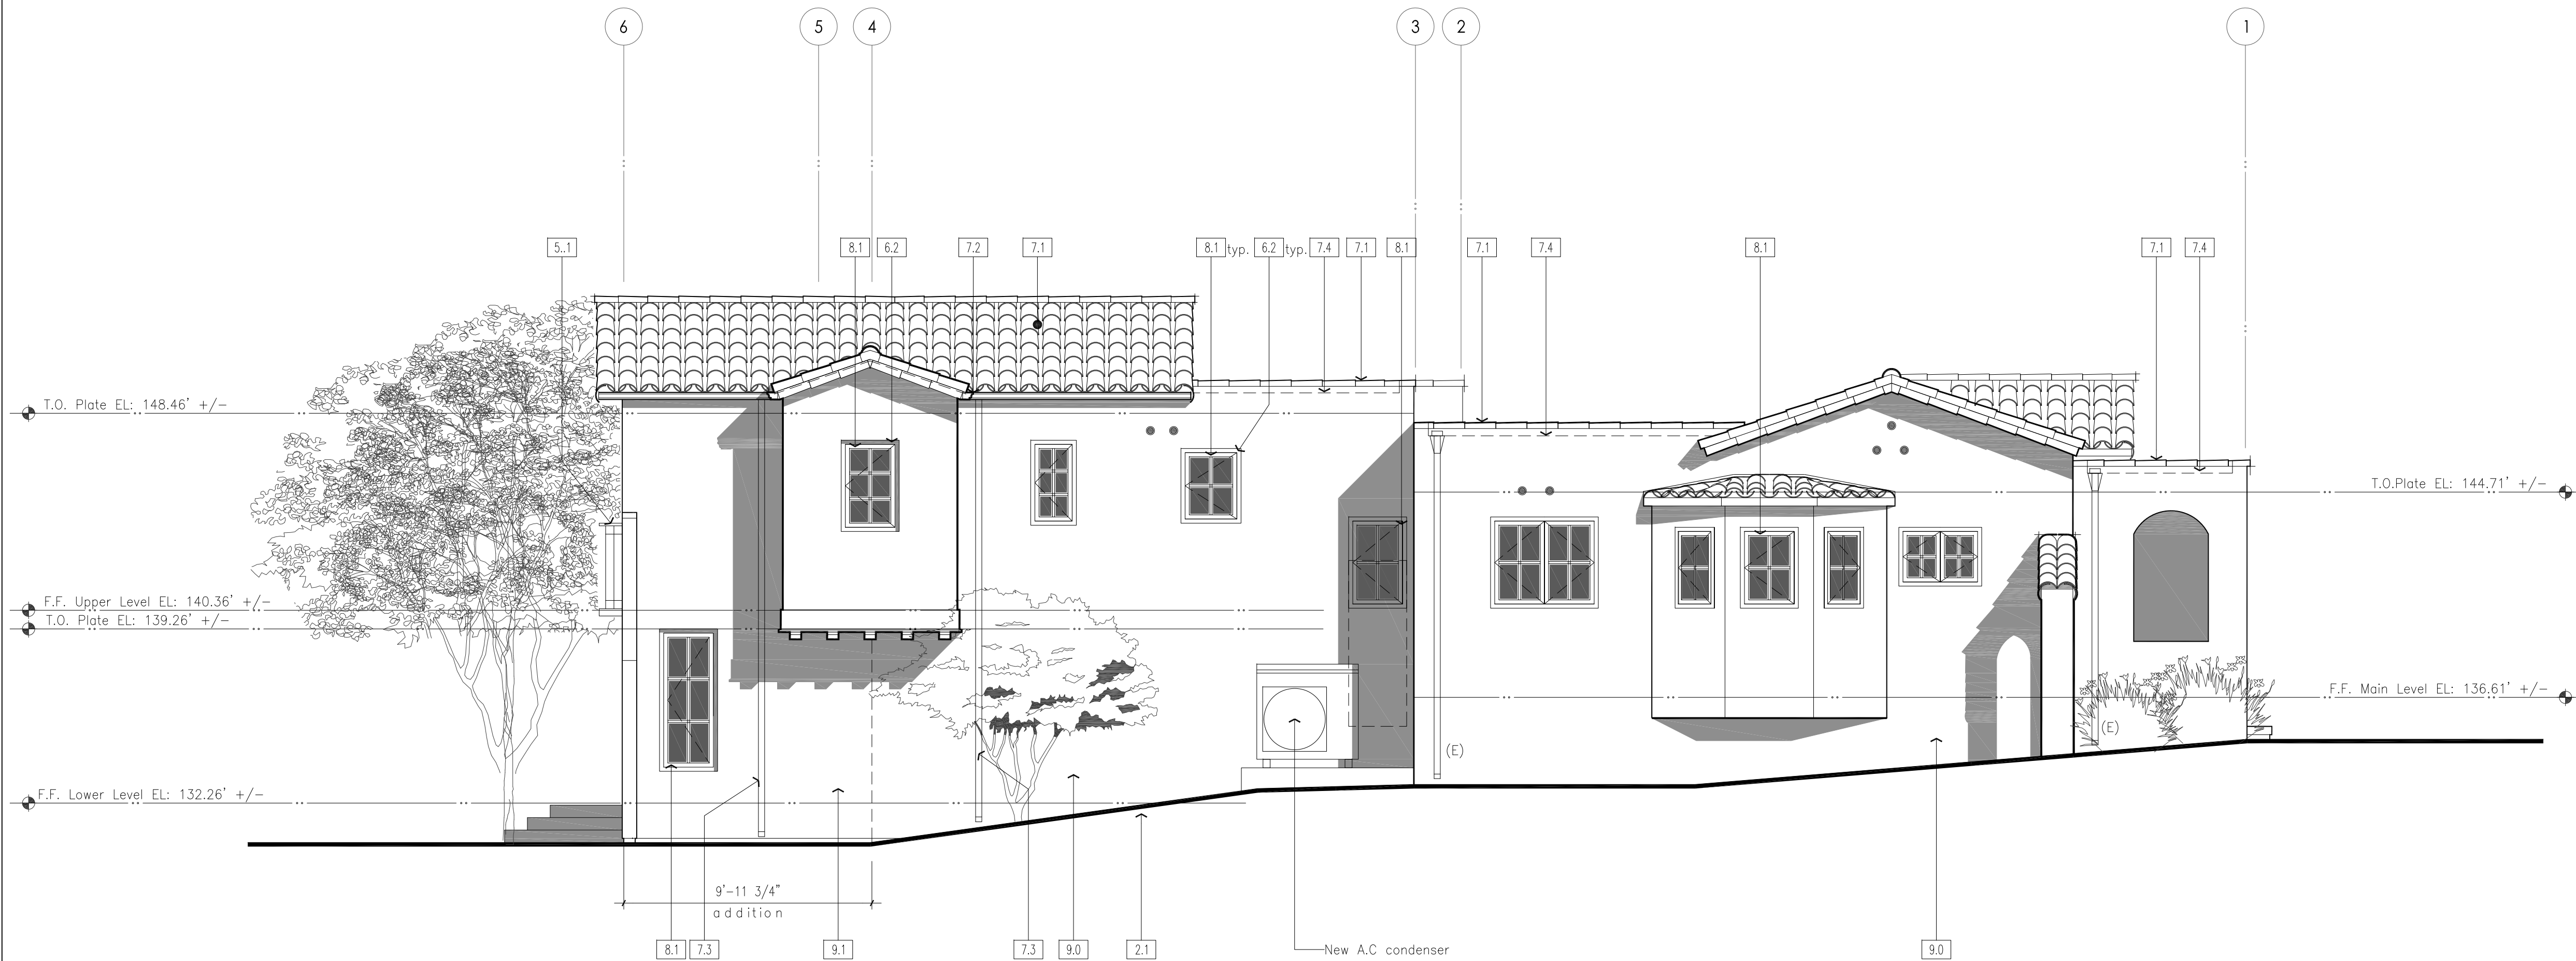 6 5 4 3 2 1
5..1 8.1 6.2 7.2 7.1 8.1 typ. 6.2 typ. 7.4 7.1 8.1 7.1 7.4 8.1 7.1 7.4
T.O. Plate EL: 148.46' +/-
T.O.Plate EL: 144.71' +/-
F.F. Upper Level EL: 140.36' +/-
T.O. Plate EL: 139.26' +/-
F.F. Main Level EL: 136.61' +/-
(E)
(E)
F.F. Lower Level EL: 132.26' +/-
9'-11 3/4"
addition
8.1 7.3 9.1 7.3 9.0 2.1 New A.C condenser 9.0